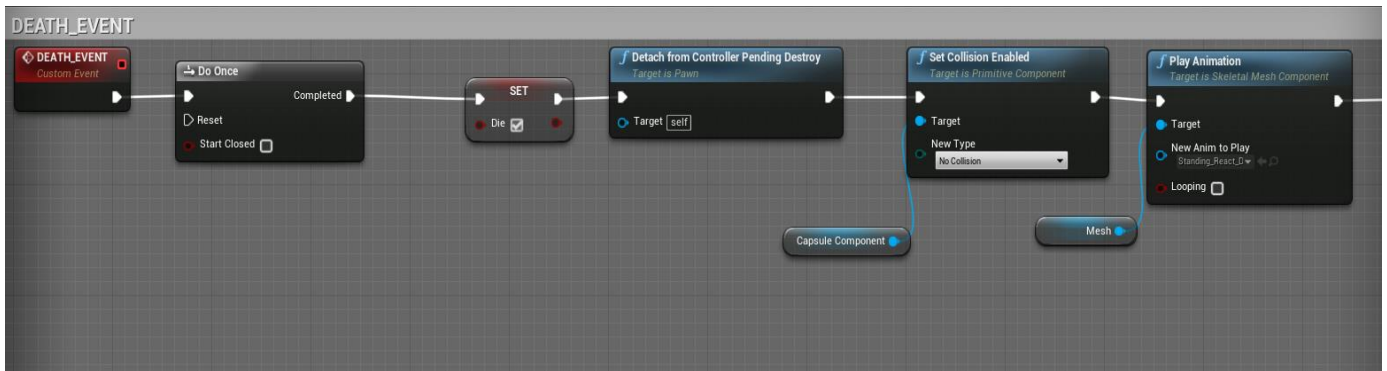 DEATH_EVENT
DEATH_EVENT
Custom Event
Do Once
Completed
Reset
Start Closed
SET
Die
f Detach from Controller Pending Destroy
Target is Pawn
Target self
f Set Collision Enabled
Target is Primitive Component
Target
New Type
No Collision
Capsule Component
f Play Animation
Target is Skeletal Mesh Component
Target
New Anim to Play
Standing_React_D
Looping
Mesh